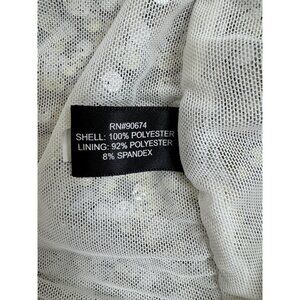 RN#90674
SHELL: 100% POLYESTER
LINING: 92% POLYESTER
8% SPANDEX